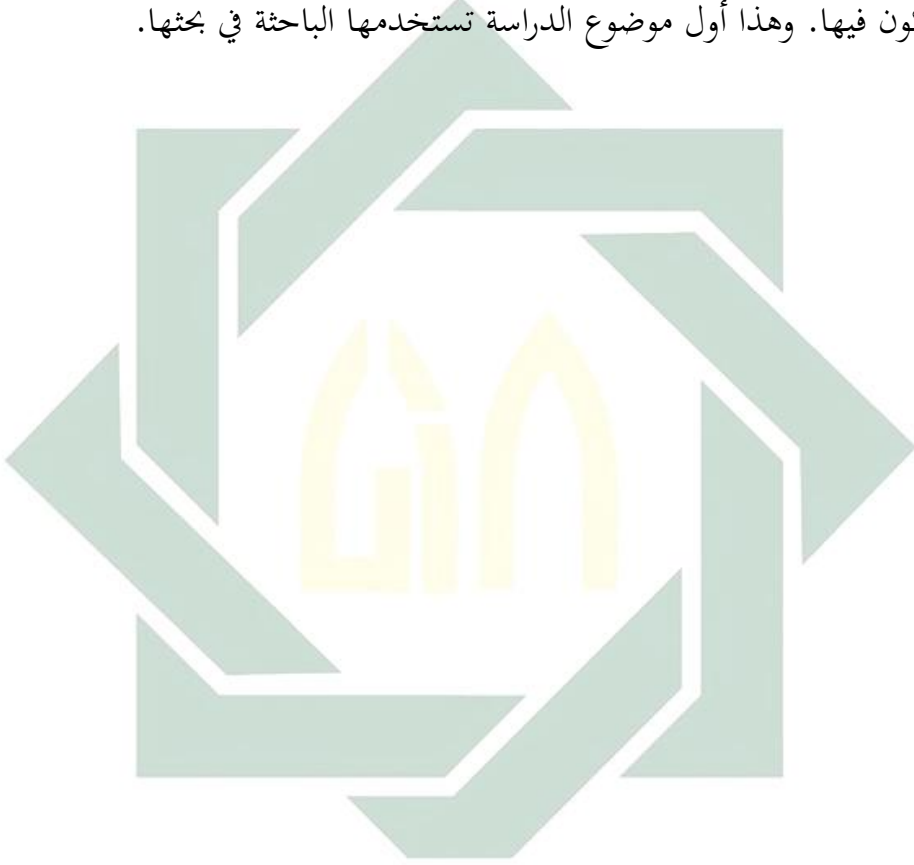 فيها. وهذا أول موضوع الدراسة تستخدمها الباحثة في بحثها.